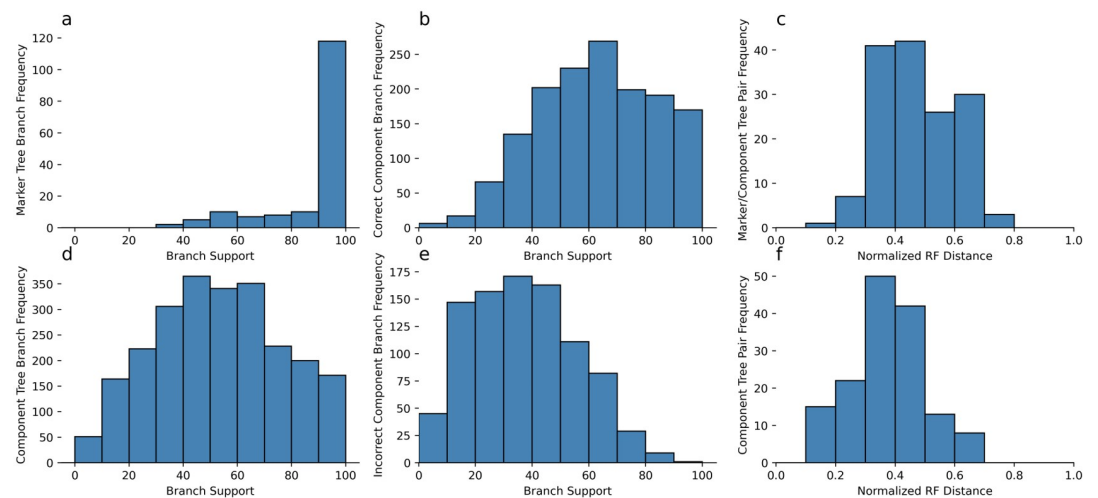 a
Marker Tree Branch Frequency
120
100
80
60
40
20
0
0 20 40 60 80 100
Branch Support
b
Correct Component Branch Frequency
250
200
150
100
50
0
0 20 40 60 80 100
Branch Support
c
Marker/Component Tree Pair Frequency
40
30
20
10
0
0.0 0.2 0.4 0.6 0.8 1.0
Normalized RF Distance
d
Component Tree Branch Frequency
350
300
250
200
150
100
50
0
0 20 40 60 80 100
Branch Support
e
Incorrect Component Branch Frequency
175
150
125
100
75
50
25
0
0 20 40 60 80 100
Branch Support
f
Component Tree Pair Frequency
50
40
30
20
10
0
0.0 0.2 0.4 0.6 0.8 1.0
Normalized RF Distance